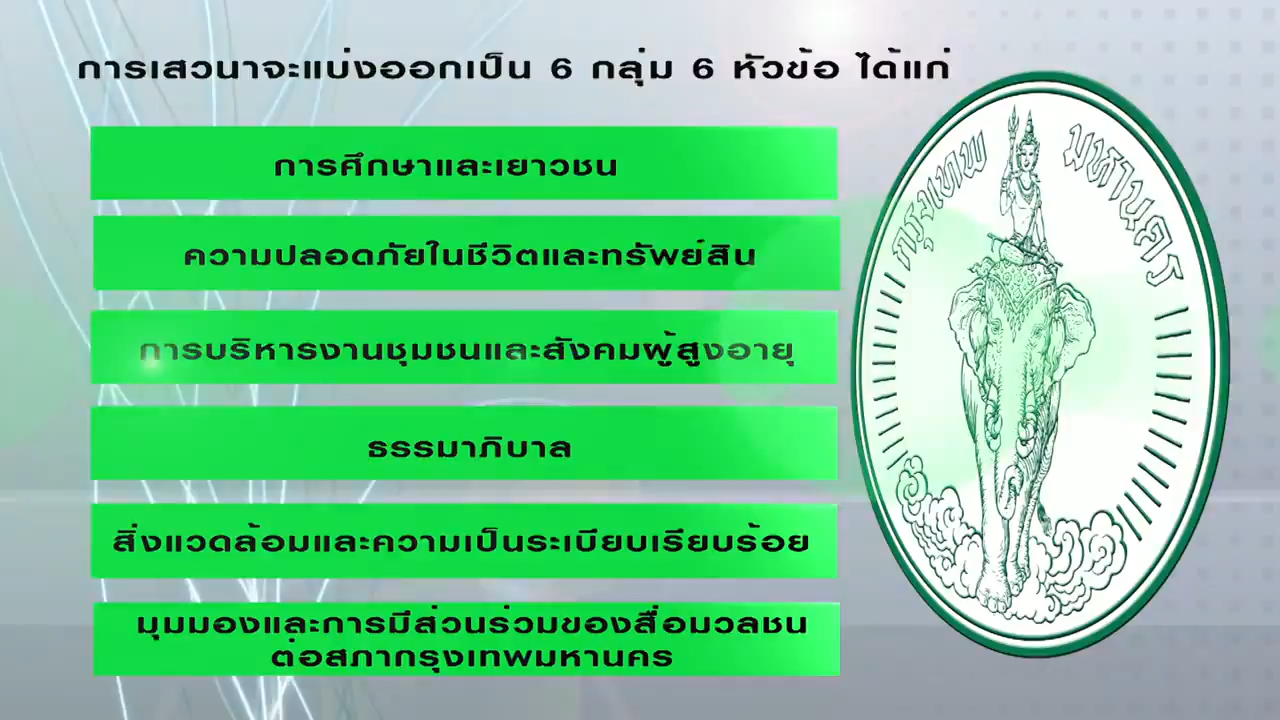 การเสวนาจะแบ่งออกเป็น 6 กลุ่ม 6 หัวข้อ ได้แก่
การศึกษาและเยาวชน
ความปลอดภัยในชีวิตและทรัพย์สิน
การบริหารงานชุมชนและสังคมผู้สูงอายุ
ธรรมาภิบาล
สิ่งแวดล้อมและความเป็นระเบียบเรียบร้อย
มุมมองและการมีส่วนร่วมของสื่อมวลชน
ต่อสภากรุงเทพมหานคร
กรุงเทพ มหานคร